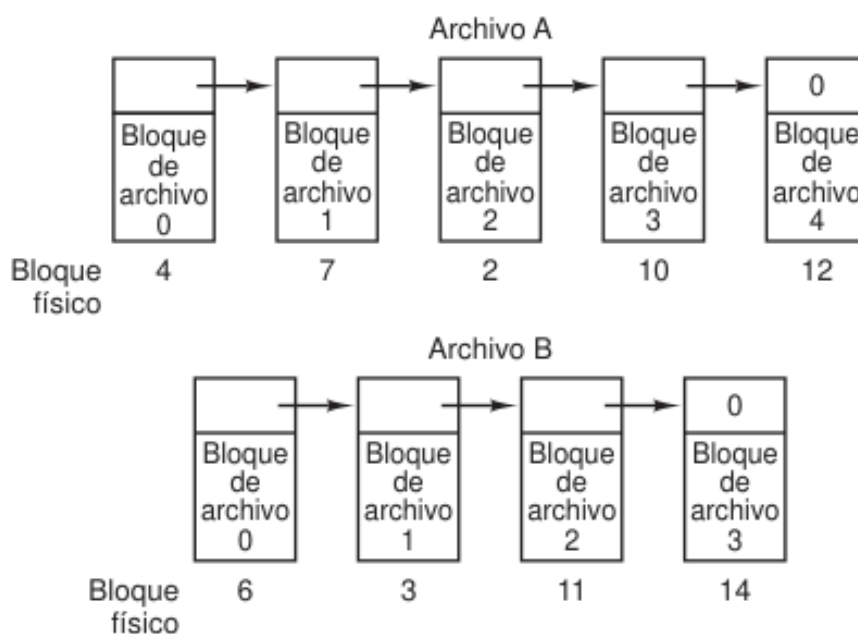 Archivo A
0
Bloque de archivo 0
Bloque de archivo 1
Bloque de archivo 2
Bloque de archivo 3
Bloque de archivo 4
Bloque físico
4 7 2 10 12
Archivo B
0
Bloque de archivo 0
Bloque de archivo 1
Bloque de archivo 2
Bloque de archivo 3
Bloque físico
6 3 11 14